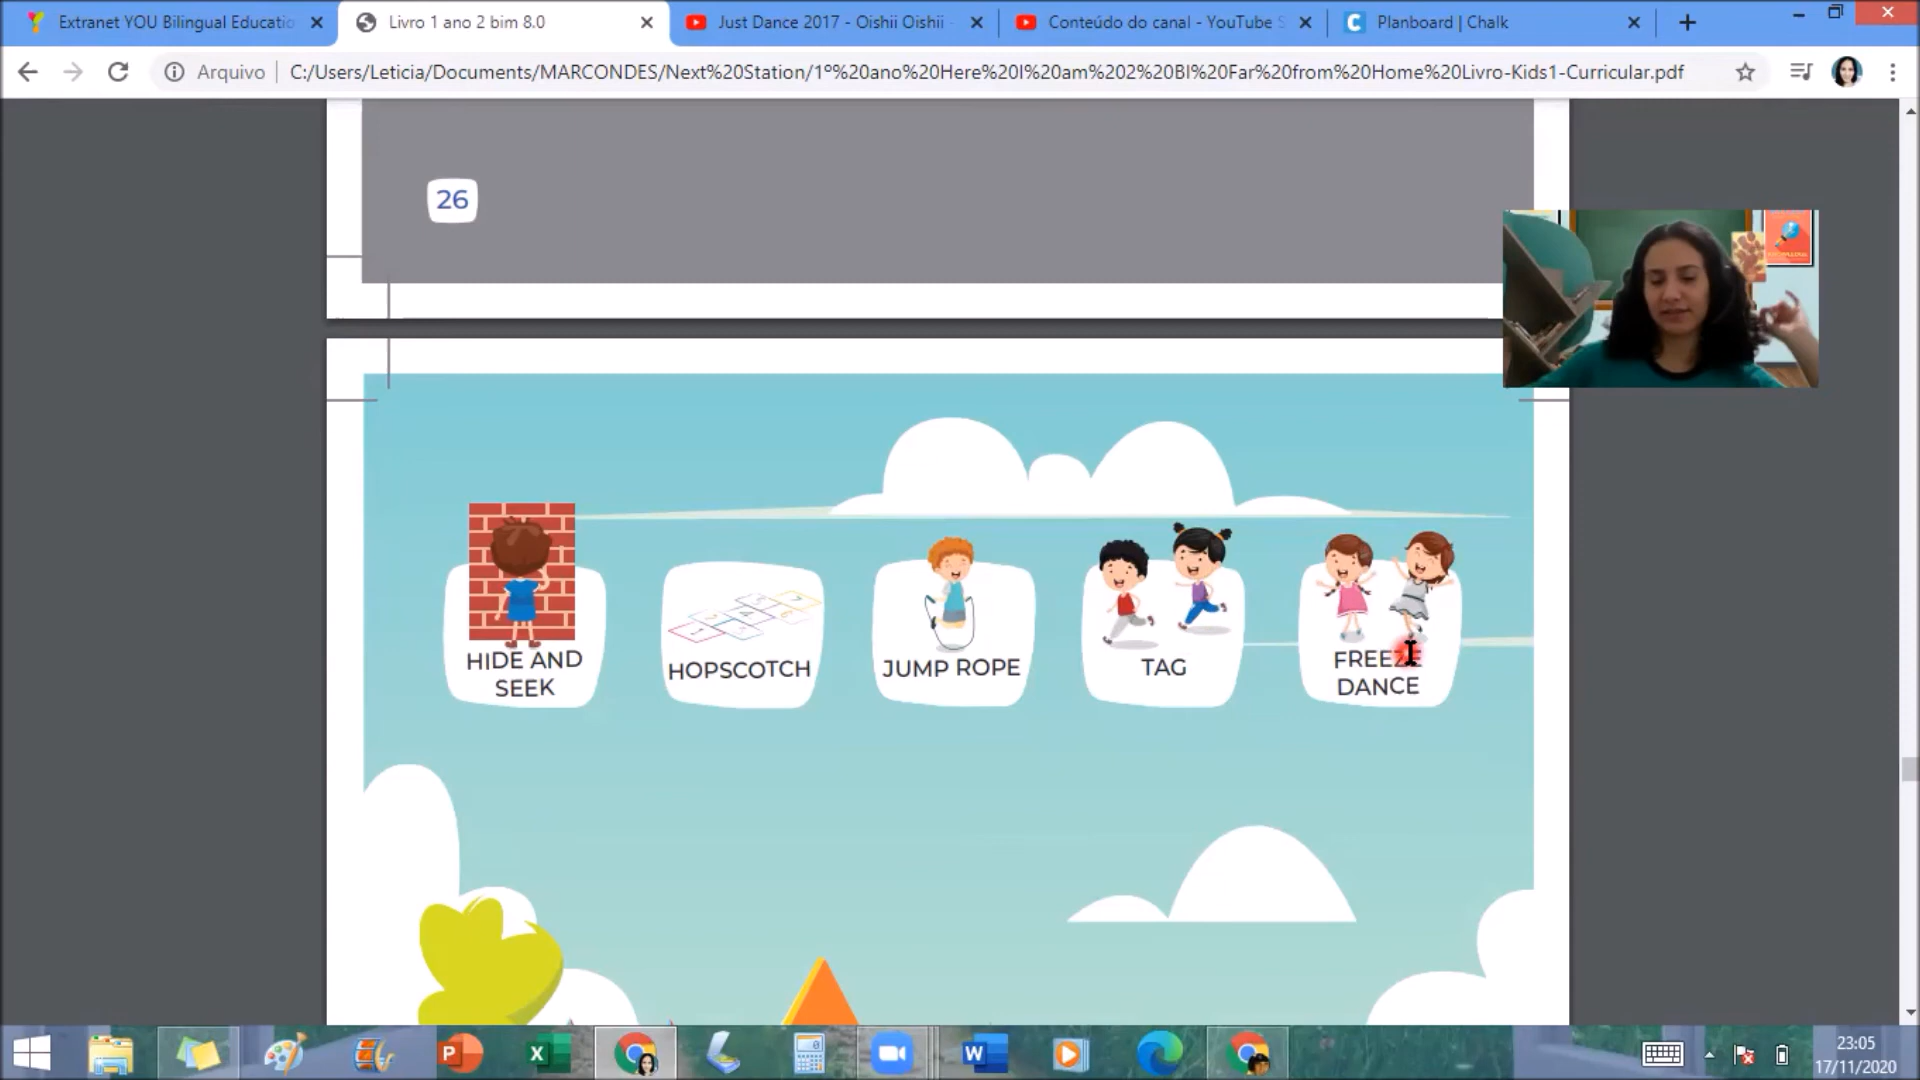 Extranet YOU Bilingual Educatio
Livro 1 ano 2 bim 8.0
Just Dance 2017 - Oishii Oishii
Conteúdo do canal - YouTube S
Planboard | Chalk
Arquivo
C:/Users/Leticia/Documents/MARCONDES/Next%20Station/1º%20ano%20Here%20I%20am%202%20BI%20Far%20from%20Home%20Livro-Kids1-Curricular.pdf
26
HIDE AND
SEEK
HOPSCOTCH
JUMP ROPE
TAG
FREEZE
DANCE
23:05
17/11/2020